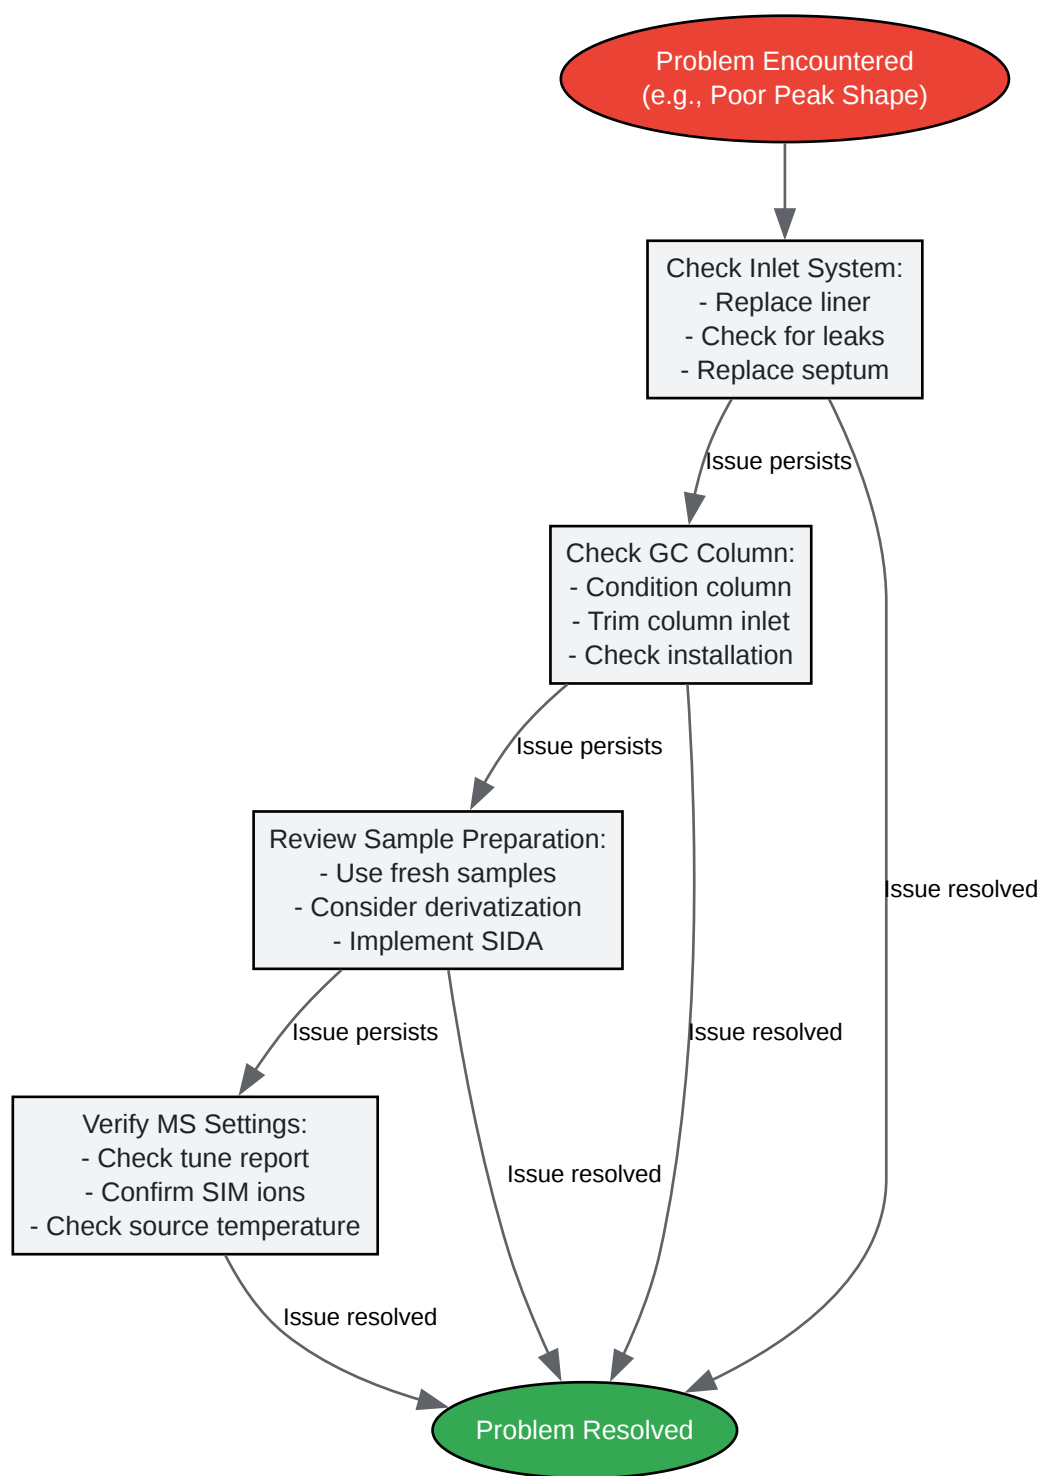 Problem Encountered
(e.g., Poor Peak Shape)
Check Inlet System:
- Replace liner
- Check for leaks
- Replace septum
Issue persists
Check GC Column:
- Condition column
- Trim column inlet
- Check installation
Issue persists
Review Sample Preparation:
- Use fresh samples
- Consider derivatization
- Implement SIDA
Issue resolved
Issue persists
Issue resolved
Verify MS Settings:
- Check tune report
- Confirm SIM ions
- Check source temperature
Issue resolved
Issue resolved
Problem Resolved